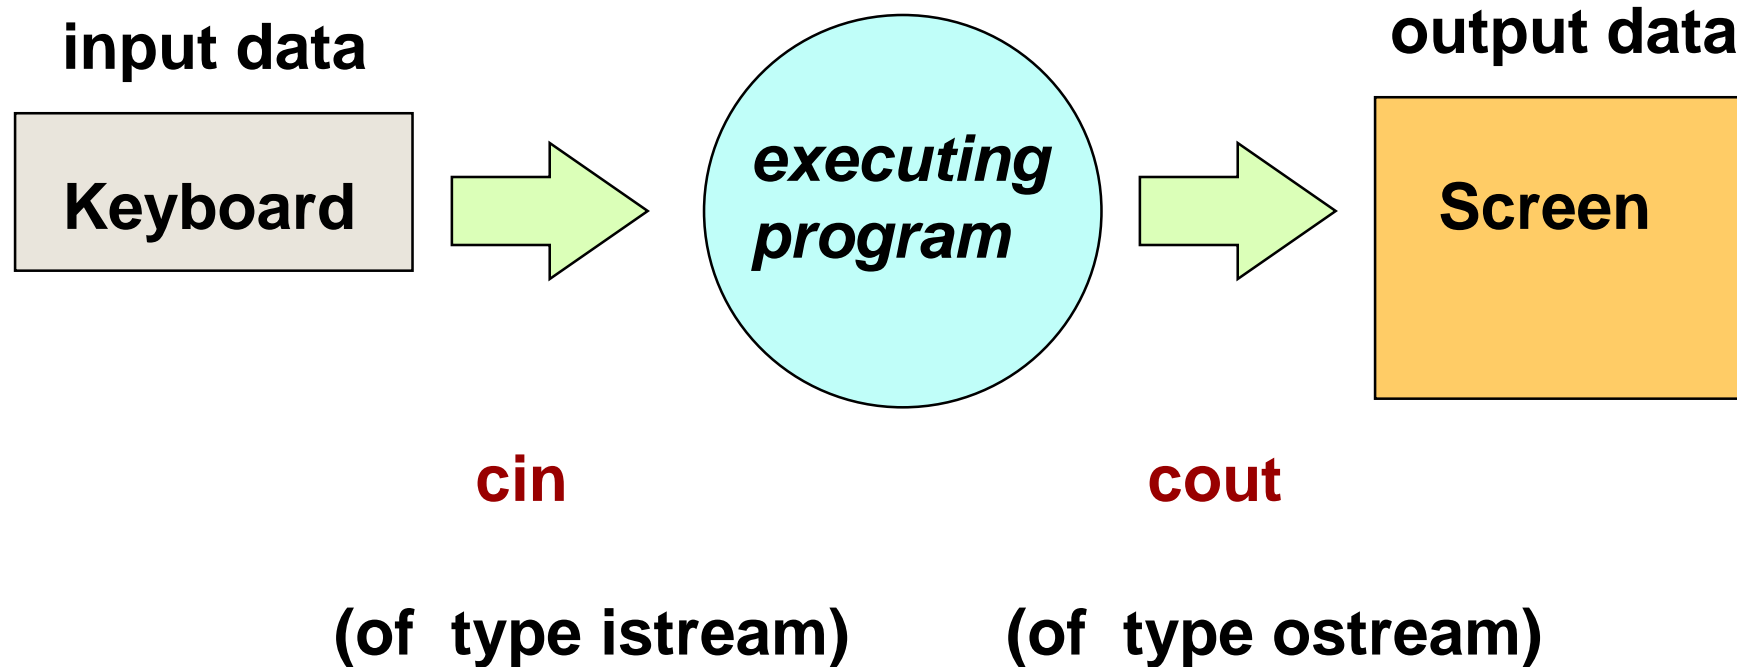 input data
output data
Keyboard
executing
program
Screen
cin
cout
(of type istream)
(of type ostream)